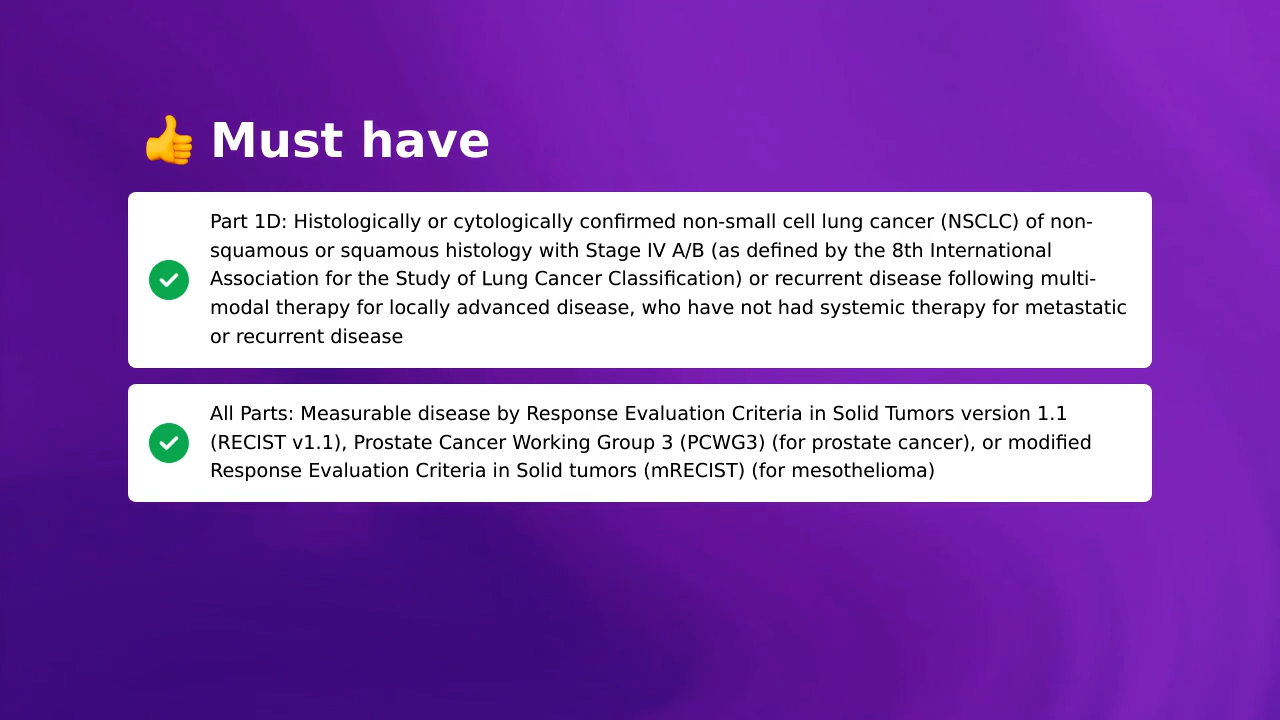 👍 Must have
Part 1D: Histologically or cytologically confirmed non-small cell lung cancer (NSCLC) of non-
squamous or squamous histology with Stage IV A/B (as defined by the 8th International
Association for the Study of Lung Cancer Classification) or recurrent disease following multi-
modal therapy for locally advanced disease, who have not had systemic therapy for metastatic
or recurrent disease
All Parts: Measurable disease by Response Evaluation Criteria in Solid Tumors version 1.1
(RECIST v1.1), Prostate Cancer Working Group 3 (PCWG3) (for prostate cancer), or modified
Response Evaluation Criteria in Solid tumors (mRECIST) (for mesothelioma)